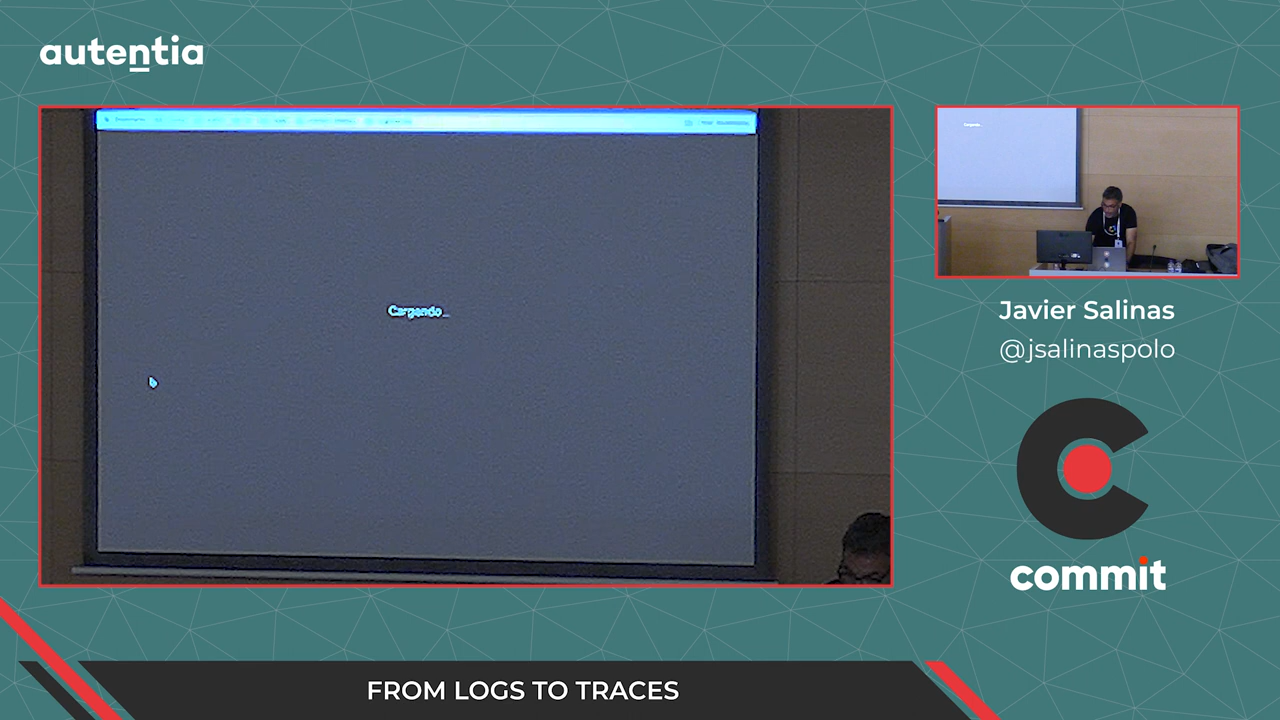 autentia
Cargando...
Javier Salinas
@jsalinaspolo
commit
FROM LOGS TO TRACES